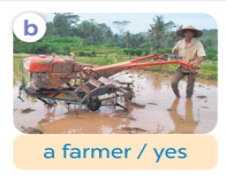 b
a farmer / yes